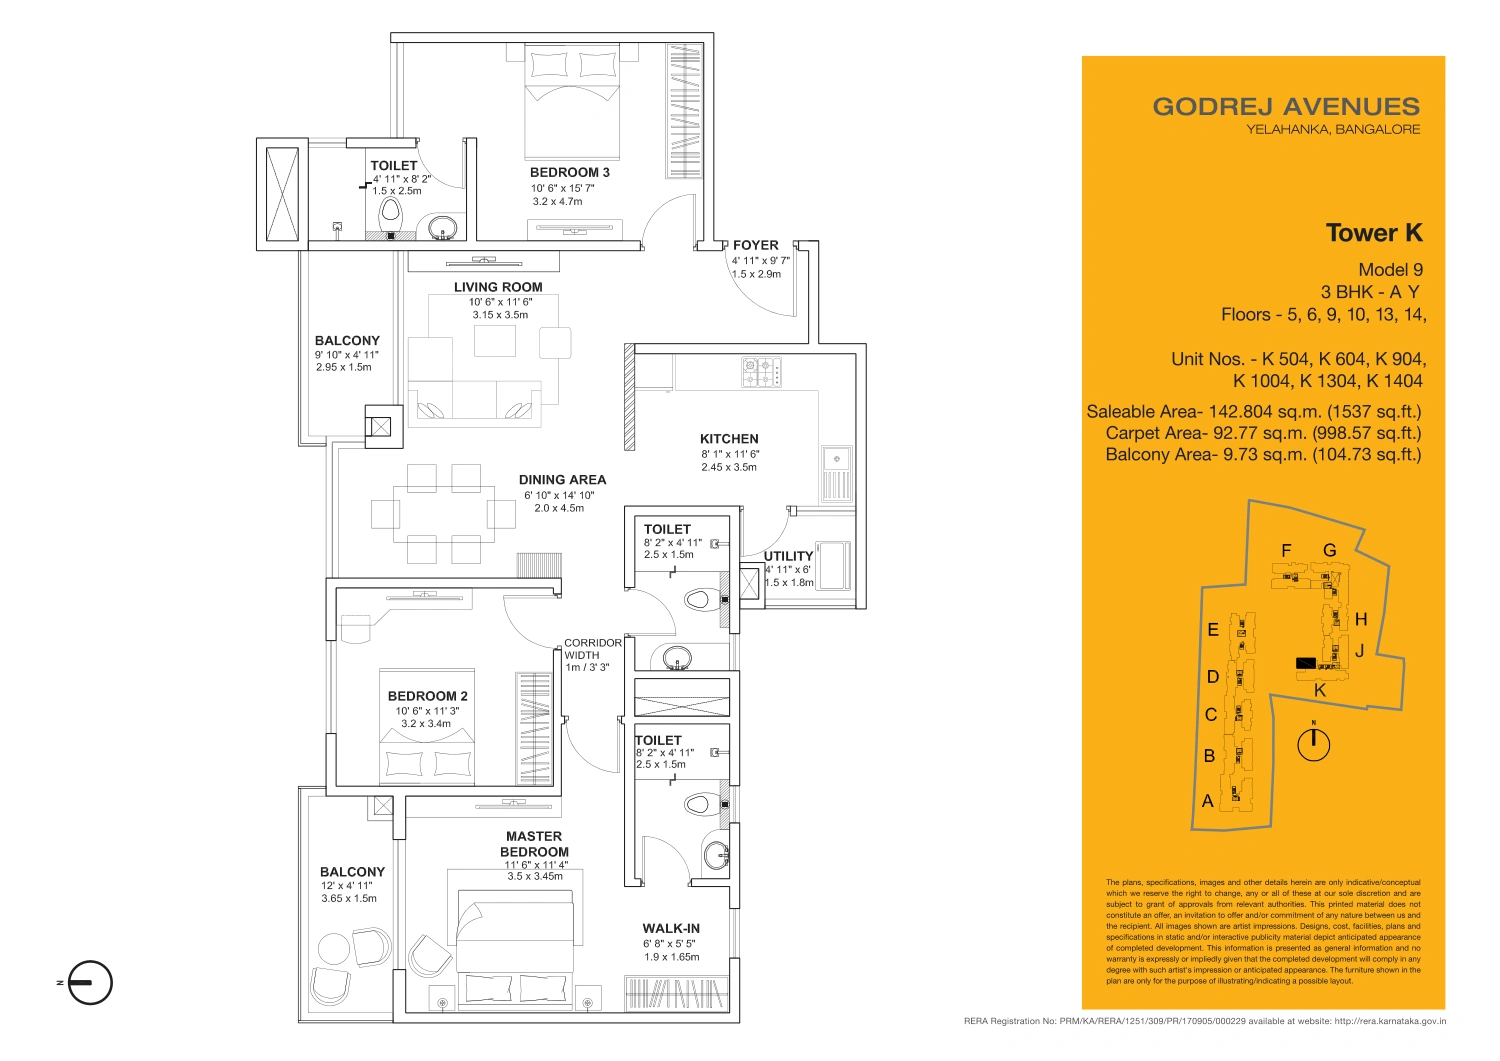 TOILET
4' 11" x 8' 2"
1.5 x 2.5m
BEDROOM 3
10' 6" x 15' 7"
3.2 x 4.7m
FOYER
4' 11" x 9' 7"
1.5 x 2.9m
LIVING ROOM
10' 6" x 11' 6"
3.15 x 3.5m
BALCONY
9' 10" x 4' 11"
2.95 x 1.5m
KITCHEN
8' 1" x 11' 6"
2.45 x 3.5m
DINING AREA
6' 10" x 14' 10"
2.0 x 4.5m
TOILET
8' 2" x 4' 11"
2.5 x 1.5m
UTILITY
4' 11" x 6'
1.5 x 1.8m
CORRIDOR
WIDTH
1m / 3' 3"
BEDROOM 2
10' 6" x 11' 3"
3.2 x 3.4m
TOILET
8' 2" x 4' 11"
2.5 x 1.5m
MASTER
BEDROOM
11' 6" x 11' 4"
3.5 x 3.45m
BALCONY
12' x 4' 11"
3.65 x 1.5m
WALK-IN
6' 8" x 5' 5"
1.9 x 1.65m
N
GODREJ AVENUES
YELAHANKA, BANGALORE
Tower K
Model 9
3 BHK - A Y
Floors - 5, 6, 9, 10, 13, 14,
Unit Nos. - K 504, K 604, K 904,
K 1004, K 1304, K 1404
Saleable Area- 142.804 sq.m. (1537 sq.ft.)
Carpet Area- 92.77 sq.m. (998.57 sq.ft.)
Balcony Area- 9.73 sq.m. (104.73 sq.ft.)
F G
H
E
J
D
K
C
N
B
A
The plans, specifications, images and other details herein are only indicative/conceptual
which we reserve the right to change, any or all of these at our sole discretion and are
subject to grant of approvals from relevant authorities. This printed material does not
constitute an offer, an invitation to offer and/or commitment of any nature between us and
the recipient. All images shown are artist impressions. Designs, cost, facilities, plans and
specifications in static and/or interactive publicity material depict anticipated appearance
of completed development. This information is presented as general information and no
warranty is expressly or impliedly given that the completed development will comply in any
degree with such artist's impression or anticipated appearance. The furniture shown in the
plan are only for the purpose of illustrating/indicating a possible layout.
RERA Registration No: PRM/KA/RERA/1251/309/PR/170905/000229 available at website: http://rera.karnataka.gov.in